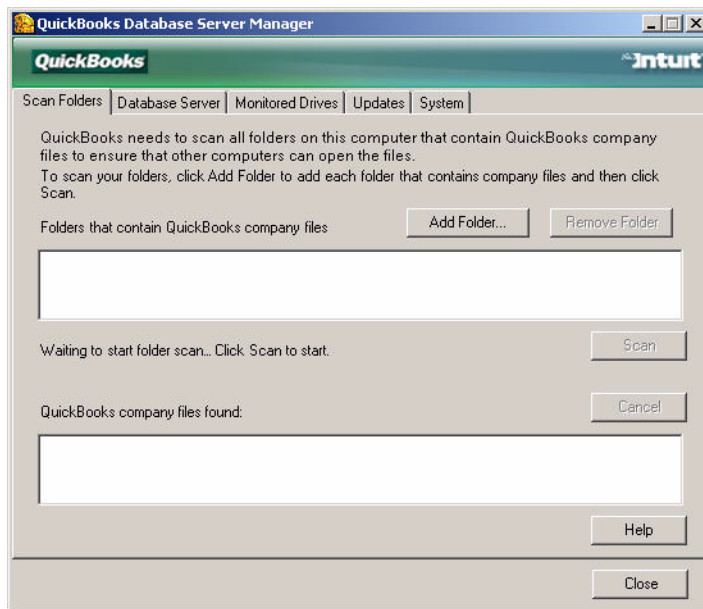 QuickBooks Database Server Manager
QuickBooks
Intuit
Scan Folders Database Server Monitored Drives Updates System
QuickBooks needs to scan all folders on this computer that contain QuickBooks company
files to ensure that other computers can open the files.
To scan your folders, click Add Folder to add each folder that contains company files and then click
Scan.
Folders that contain QuickBooks company files
Add Folder...
Remove Folder
Waiting to start folder scan... Click Scan to start.
Scan
QuickBooks company files found:
Cancel
Help
Close